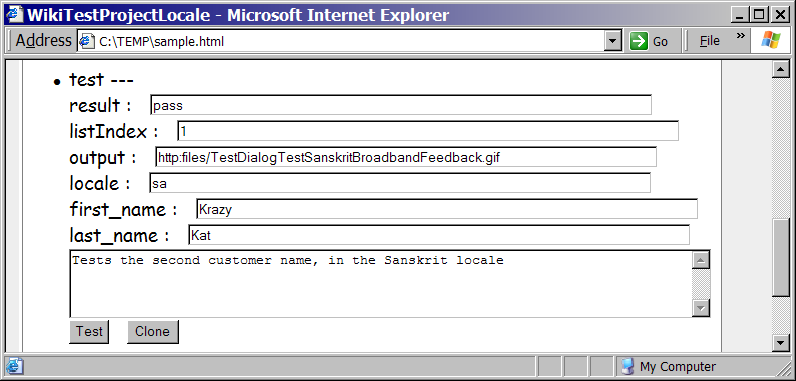 WikiTestProjectLocale - Microsoft Internet Explorer
Address C:\TEMP\sample.html Go File »
• test ---
result : pass
listIndex : 1
output : http:files/TestDialogTestSanskritBroadbandFeedback.gif
locale : sa
first_name : Krazy
last_name : Kat
Tests the second customer name, in the Sanskrit locale
Test Clone
My Computer